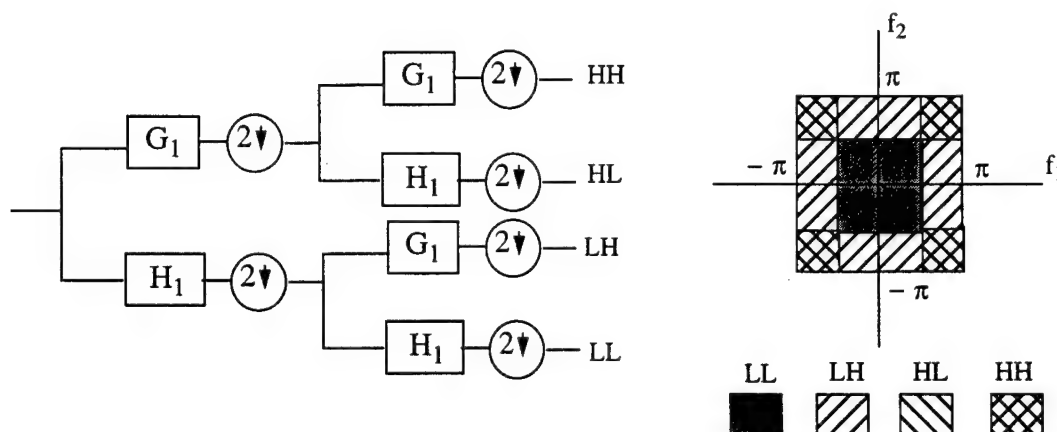 G₁ 2↓ HH
G₁ 2↓
H₁ 2↓ HL
G₁ 2↓ LH
H₁ 2↓
H₁ 2↓ LL
f₂
π
- π π f₁
- π
LL LH HL HH